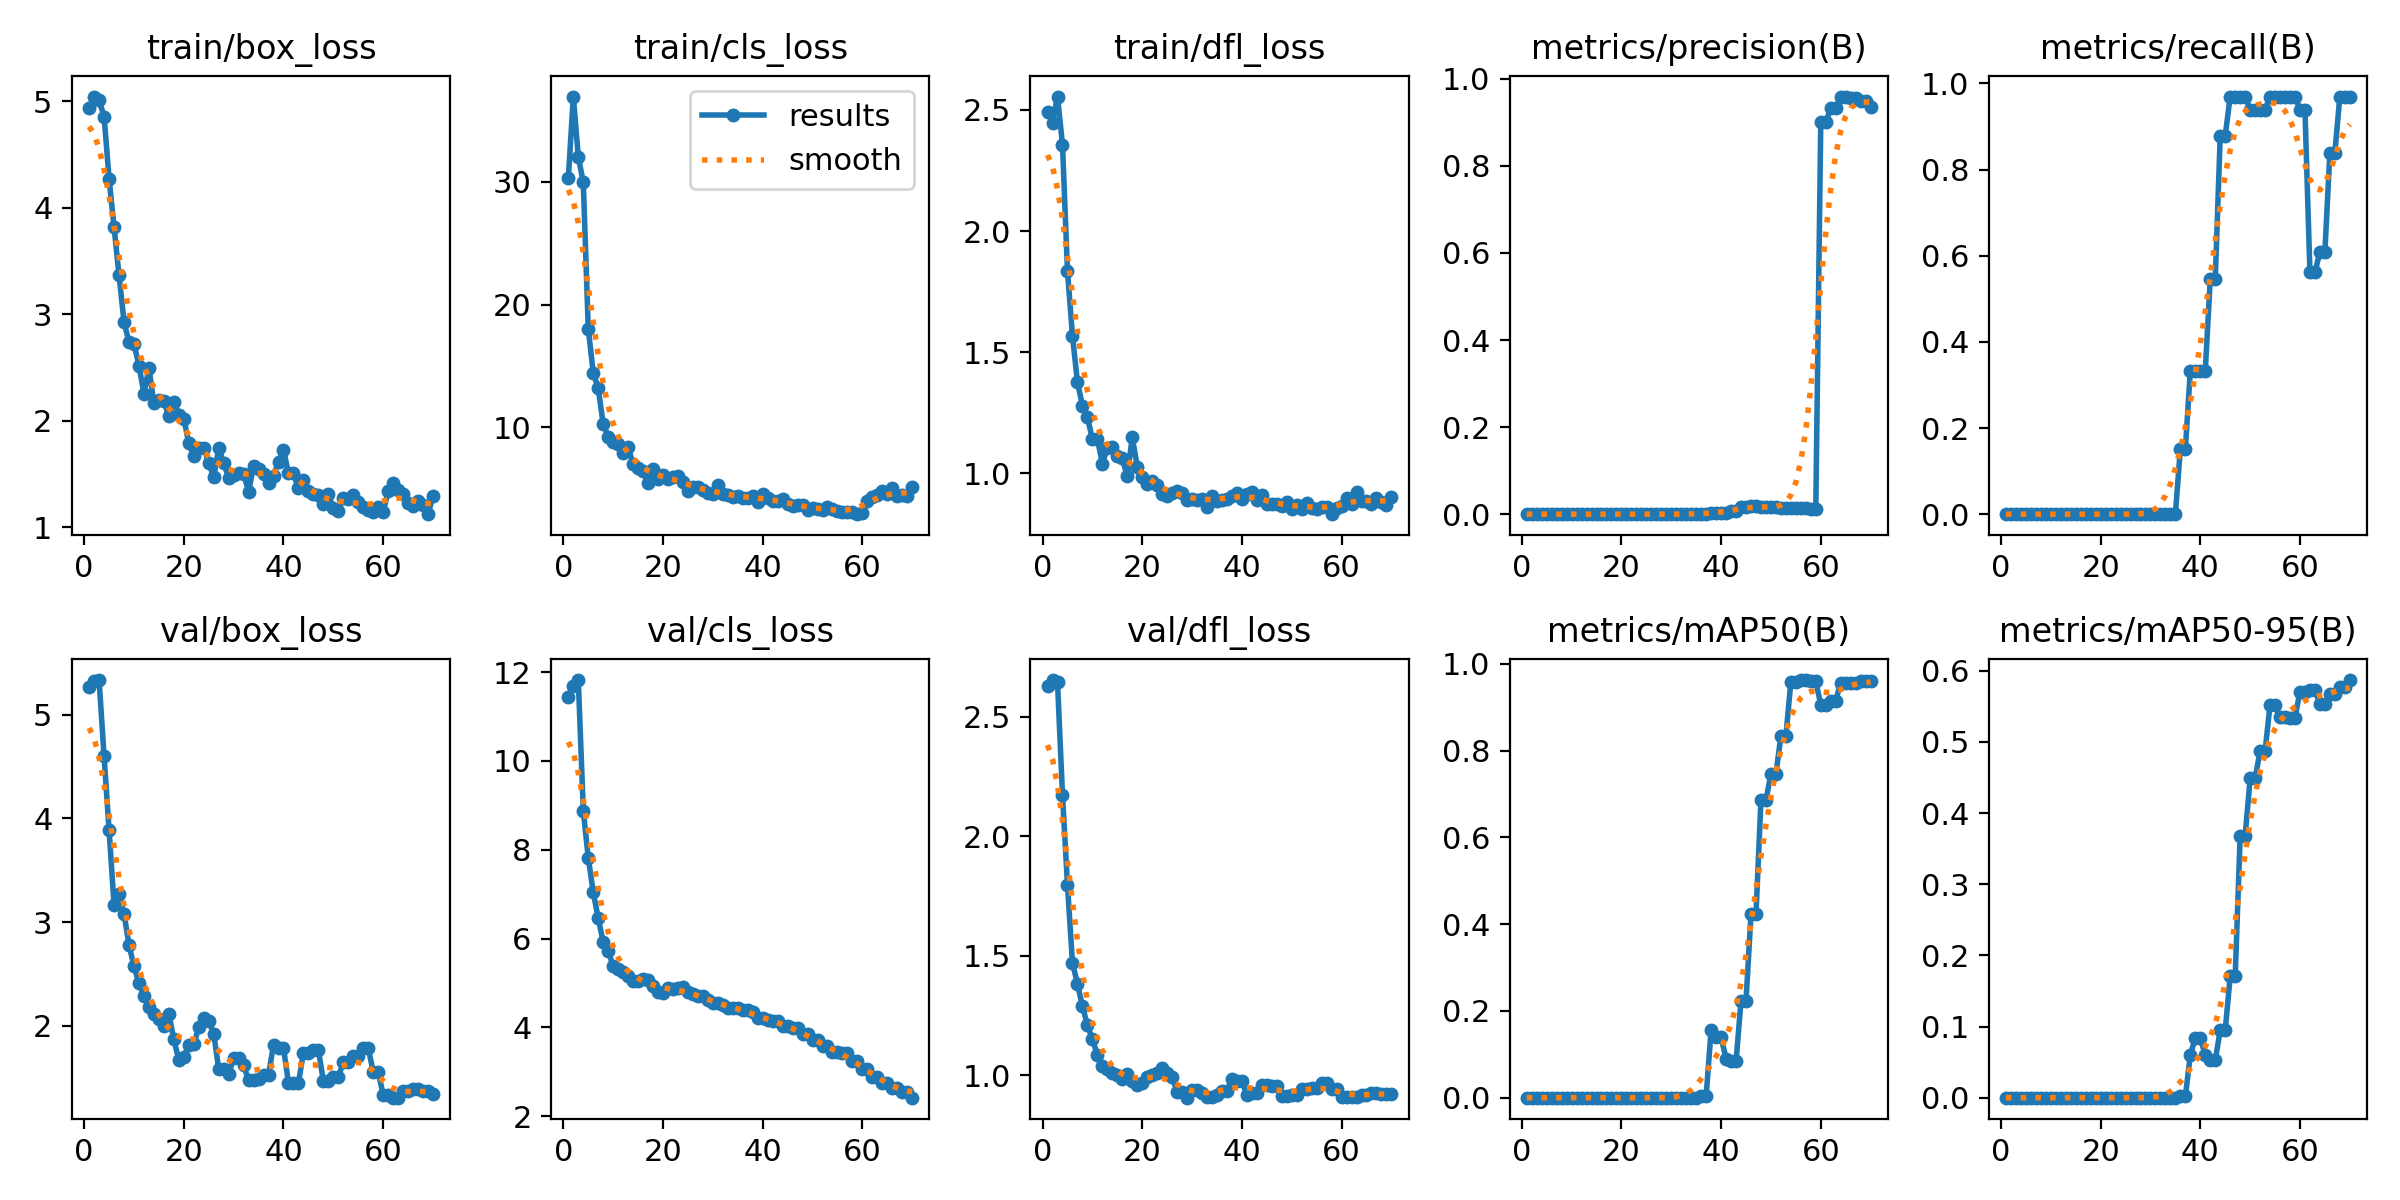 train/box_loss
train/cls_loss
train/dfl_loss
metrics/precision(B)
metrics/recall(B)
5
4
3
2
1
0 20 40 60
30
20
10
results
smooth
0 20 40 60
2.5
2.0
1.5
1.0
0 20 40 60
1.0
0.8
0.6
0.4
0.2
0.0
0 20 40 60
1.0
0.8
0.6
0.4
0.2
0.0
0 20 40 60
val/box_loss
val/cls_loss
val/dfl_loss
metrics/mAP50(B)
metrics/mAP50-95(B)
5
4
3
2
0 20 40 60
12
10
8
6
4
2
0 20 40 60
2.5
2.0
1.5
1.0
0 20 40 60
1.0
0.8
0.6
0.4
0.2
0.0
0 20 40 60
0.6
0.5
0.4
0.3
0.2
0.1
0.0
0 20 40 60